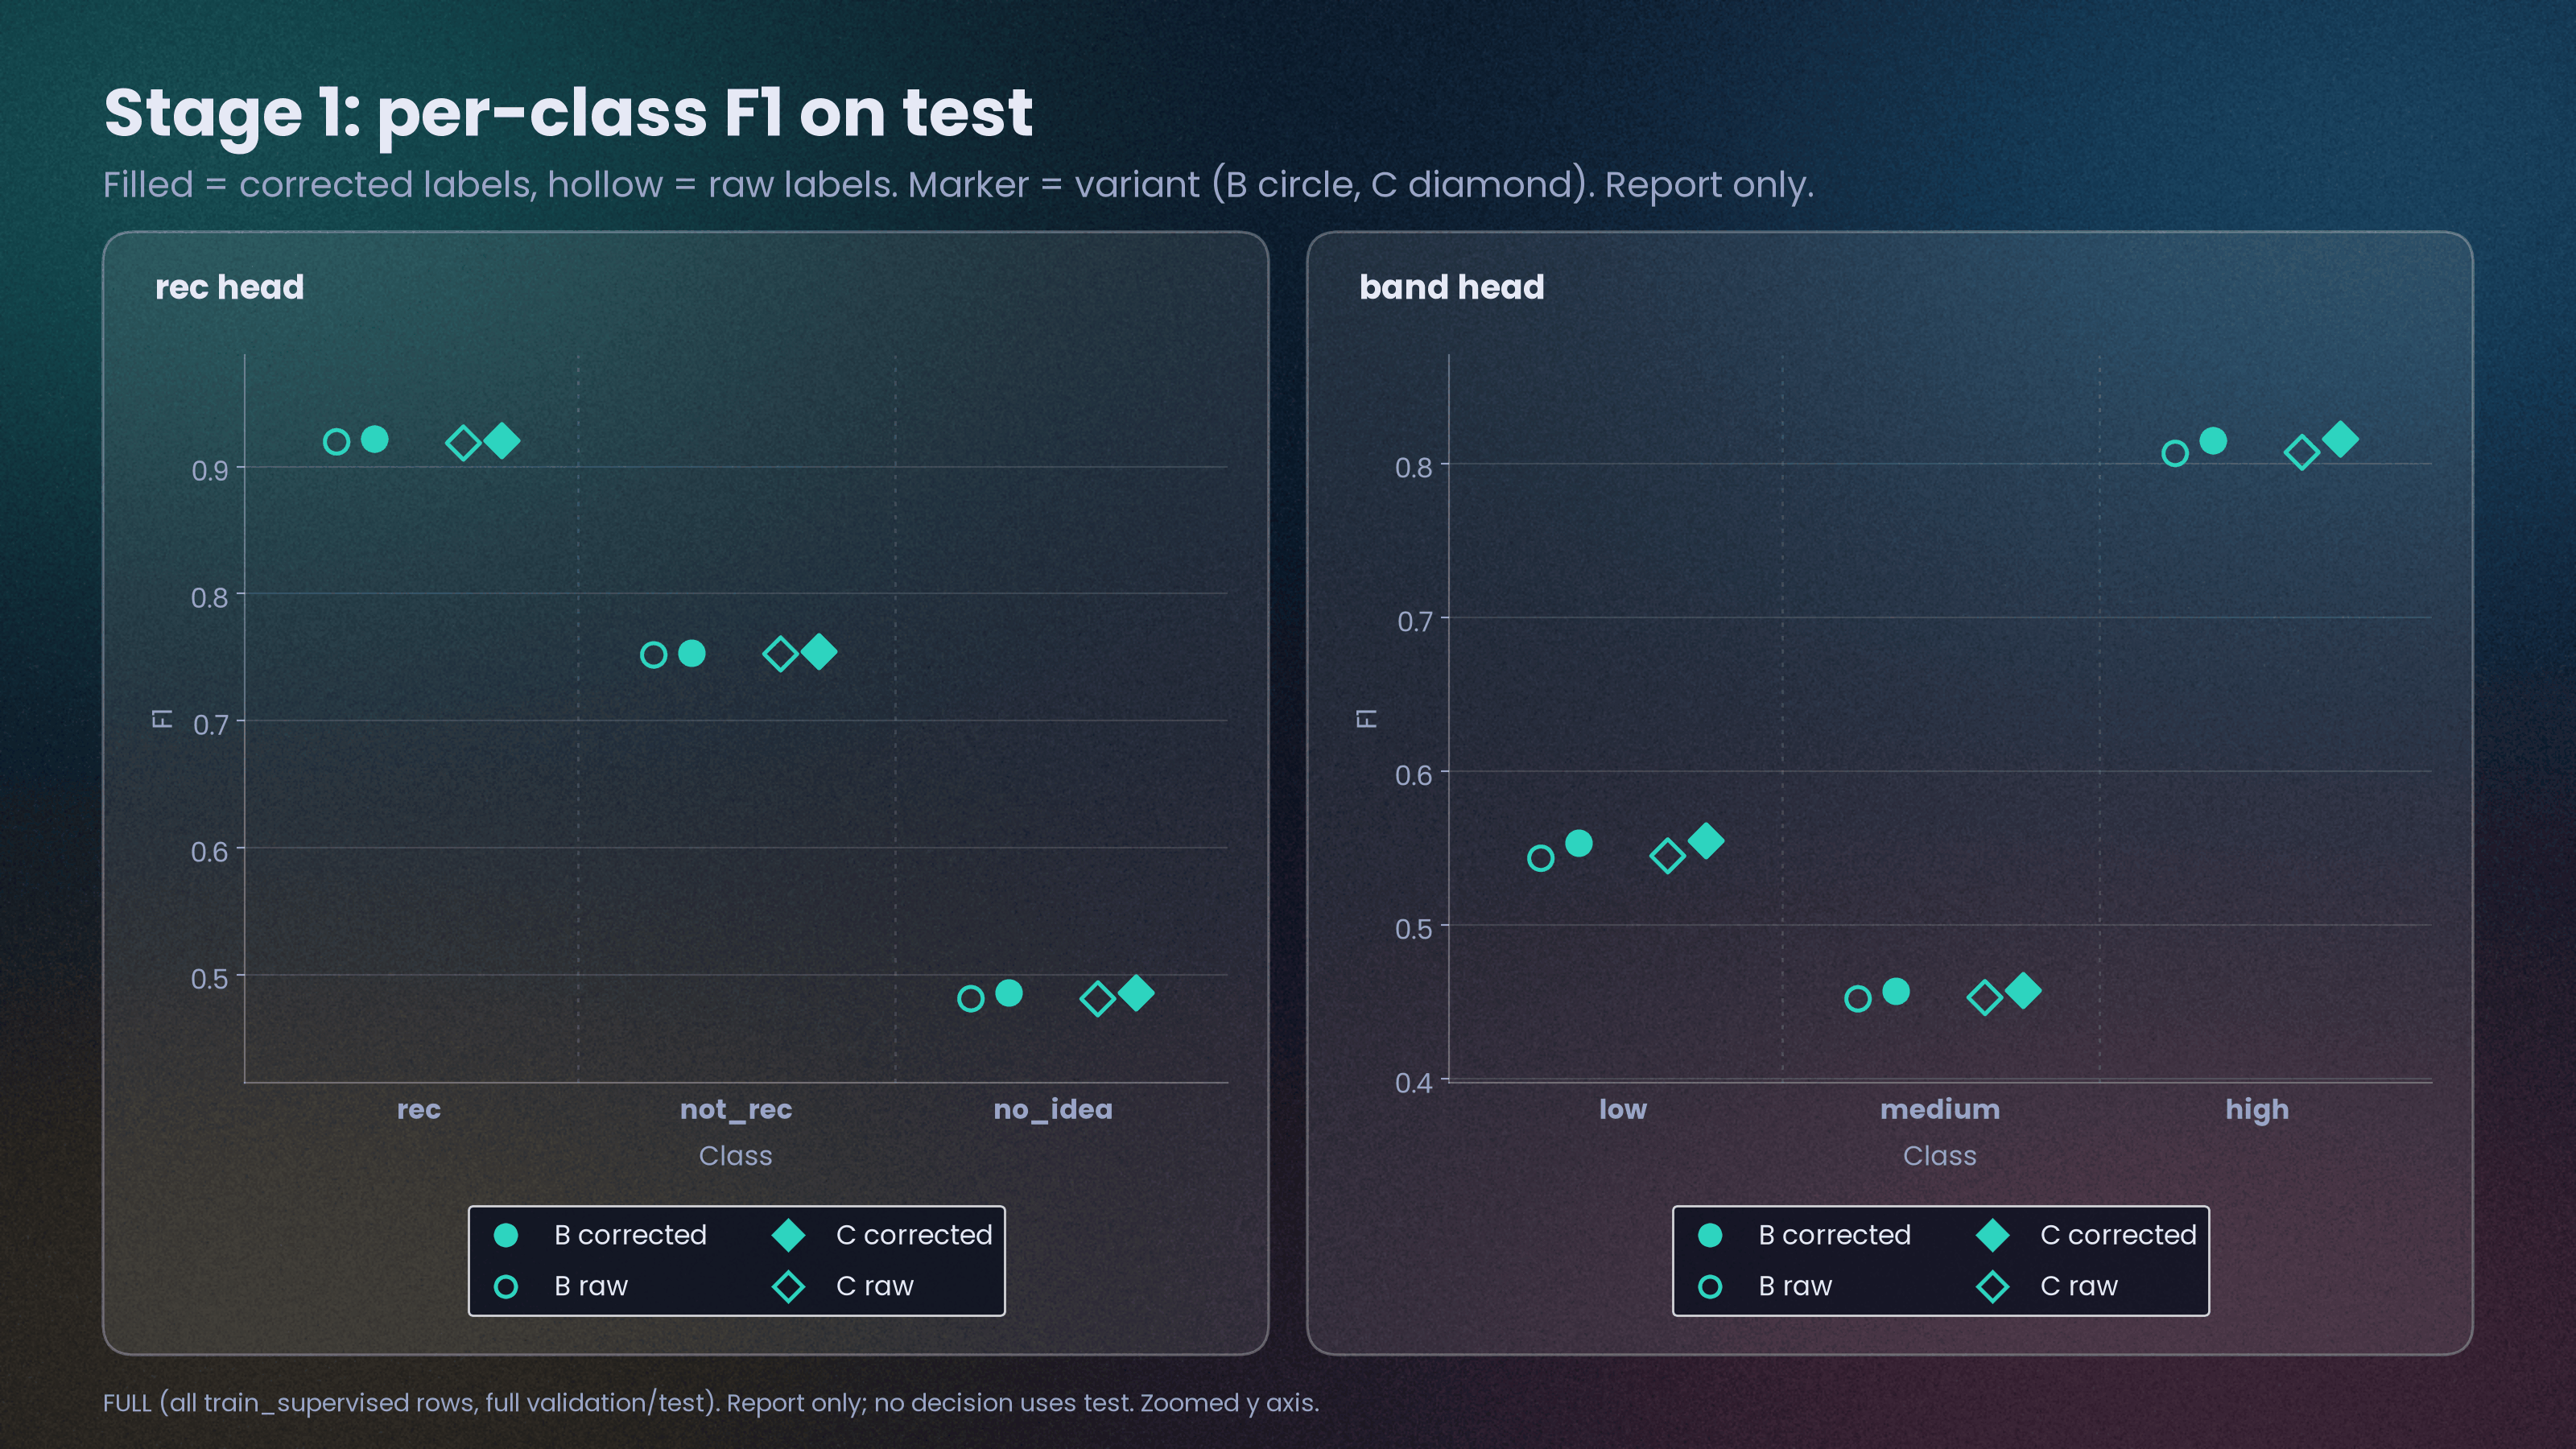 Stage 1: per-class F1 on test
Filled = corrected labels, hollow = raw labels. Marker = variant (B circle, C diamond). Report only.
rec head
0.9
0.8
0.7
0.6
0.5
F1
rec not_rec no_idea
Class
B corrected C corrected
B raw C raw
band head
0.8
0.7
0.6
0.5
0.4
F1
low medium high
Class
B corrected C corrected
B raw C raw
FULL (all train_supervised rows, full validation/test). Report only; no decision uses test. Zoomed y axis.